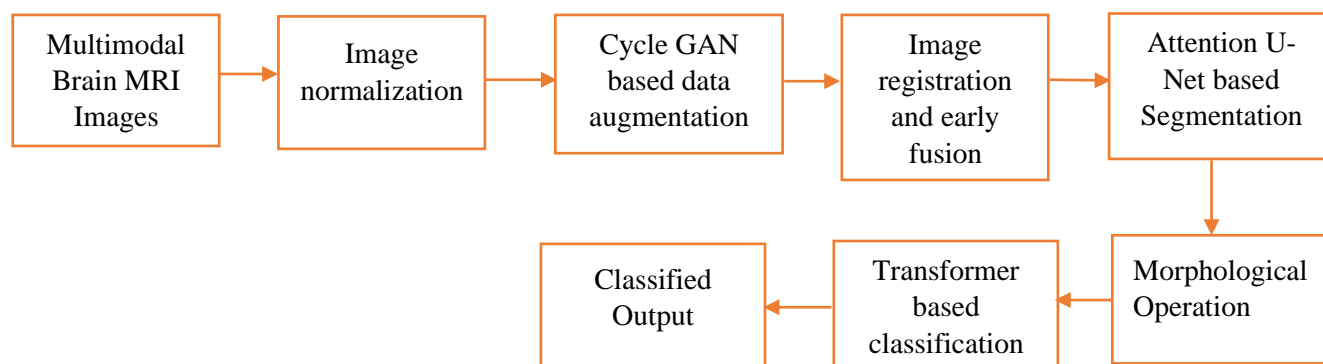 Multimodal
Brain MRI
Images
Image
normalization
Cycle GAN
based data
augmentation
Image
registration
and early
fusion
Attention U-
Net based
Segmentation
Morphological
Operation
Transformer
based
classification
Classified
Output